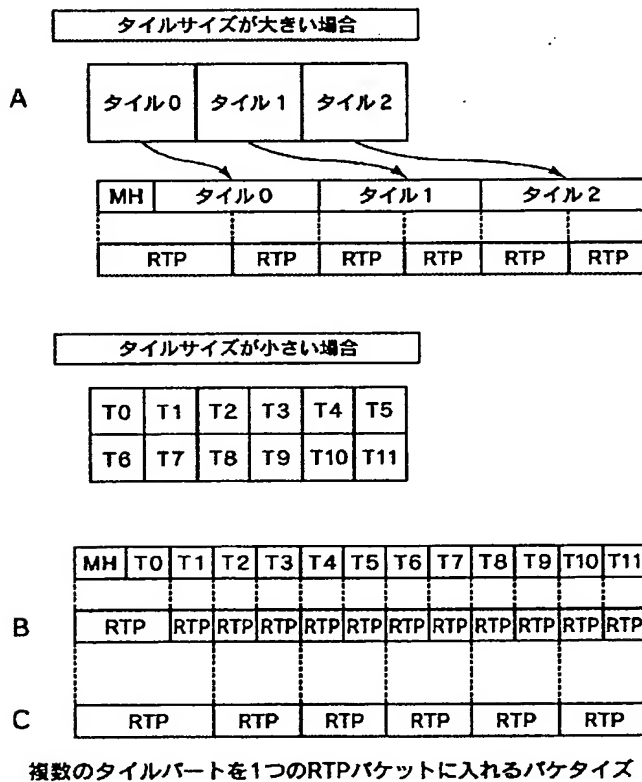 タイルサイズが大きい場合
A
タイル0 タイル1 タイル2
MH タイル0 タイル1 タイル2
RTP RTP RTP RTP RTP RTP
タイルサイズが小さい場合
T0 T1 T2 T3 T4 T5
T6 T7 T8 T9 T10 T11
MH T0 T1 T2 T3 T4 T5 T6 T7 T8 T9 T10 T11
B RTP RTP RTP RTP RTP RTP RTP RTP RTP RTP RTP RTP
C RTP RTP RTP RTP RTP RTP
複数のタイルパートを1つのRTPパケットに入れるパケタイズ